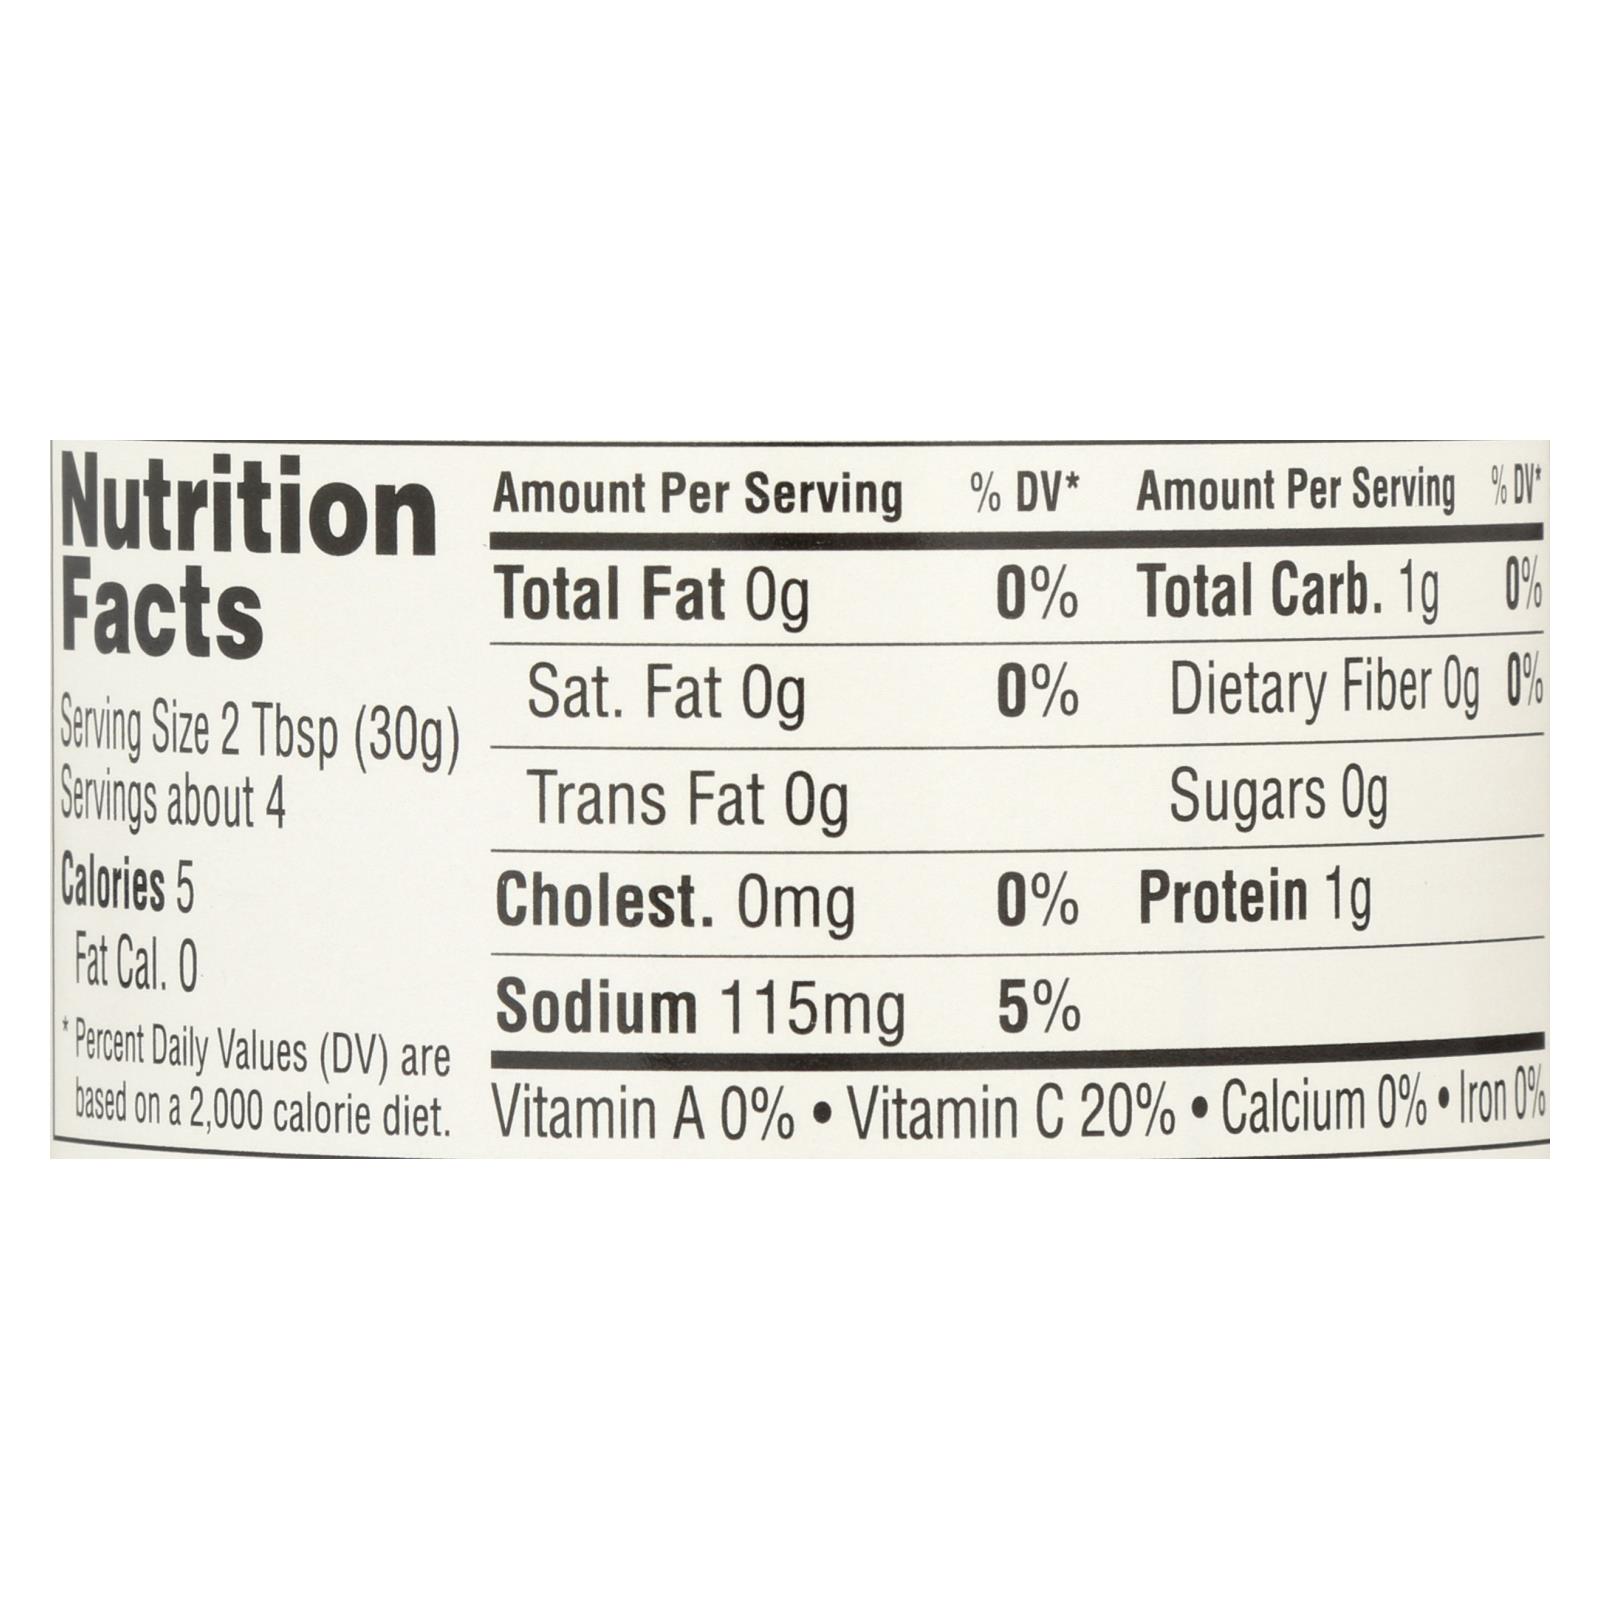 Nutrition
Facts
Serving Size 2 Tbsp (30g)
Servings about 4
Calories 5
Fat Cal. 0
* Percent Daily Values (DV) are
based on a 2,000 calorie diet.
Amount Per Serving % DV* Amount Per Serving % DV*
Total Fat 0g 0% Total Carb. 1g 0%
Sat. Fat 0g 0% Dietary Fiber 0g 0%
Trans Fat 0g Sugars 0g
Cholest. 0mg 0% Protein 1g
Sodium 115mg 5%
Vitamin A 0% • Vitamin C 20% • Calcium 0% • Iron 0%